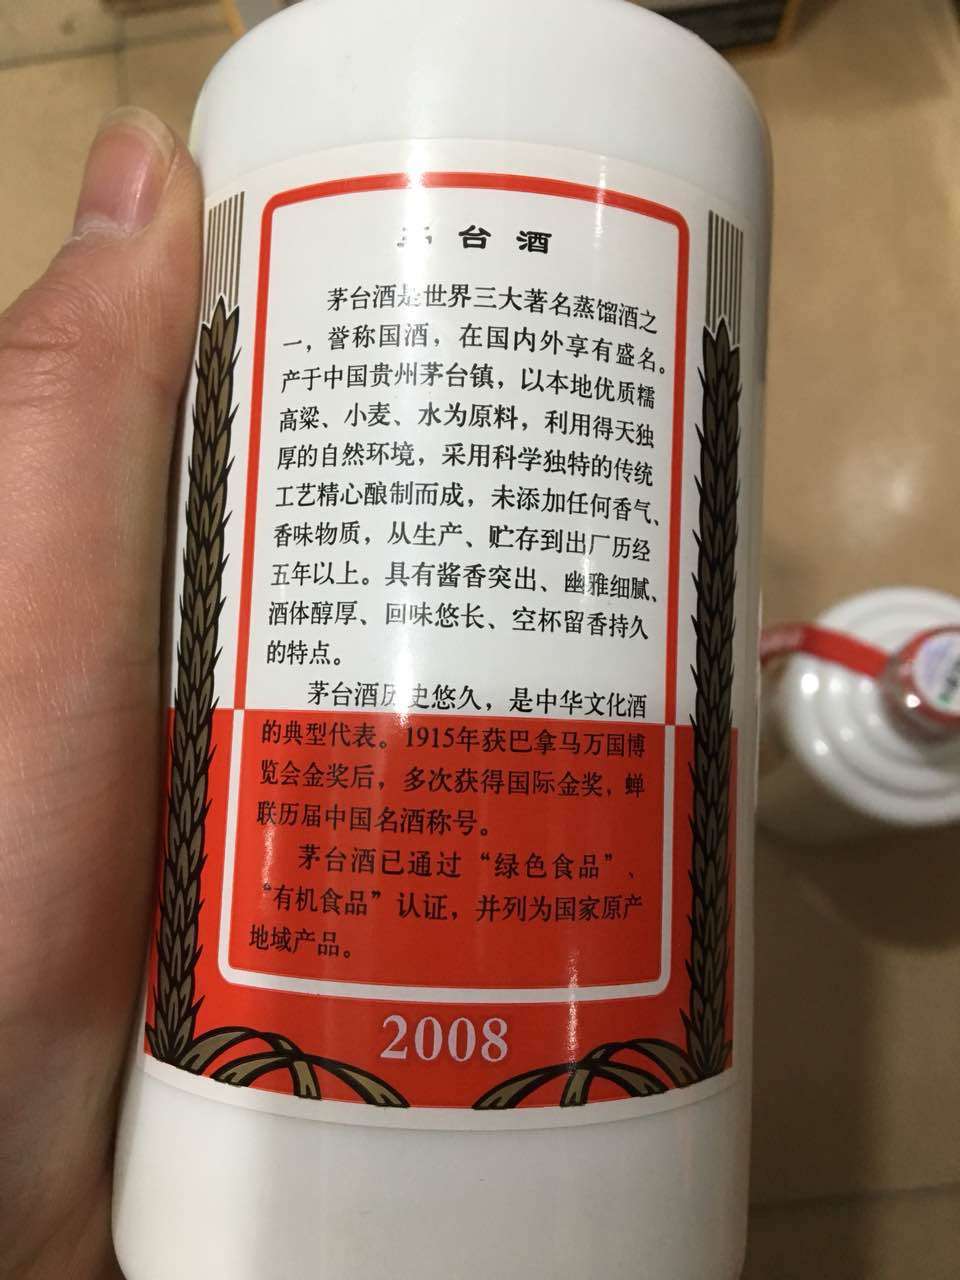 茅台酒
茅台酒是世界三大著名蒸馏酒之
一，誉称国酒，在国内外享有盛名。
产于中国贵州茅台镇，以本地优质糯
高粱、小麦、水为原料，利用得天独
厚的自然环境，采用科学独特的传统
工艺精心酿制而成，未添加任何香气、
香味物质，从生产、贮存到出厂历经
五年以上。具有酱香突出、幽雅细腻、
酒体醇厚、回味悠长、空杯留香持久
的特点。
茅台酒历史悠久，是中华文化酒
的典型代表。1915年获巴拿马万国博
览会金奖后，多次获得国际金奖，蝉
联历届中国名酒称号。
茅台酒已通过“绿色食品”、
“有机食品”认证，并列为国家原产
地域产品。
2008